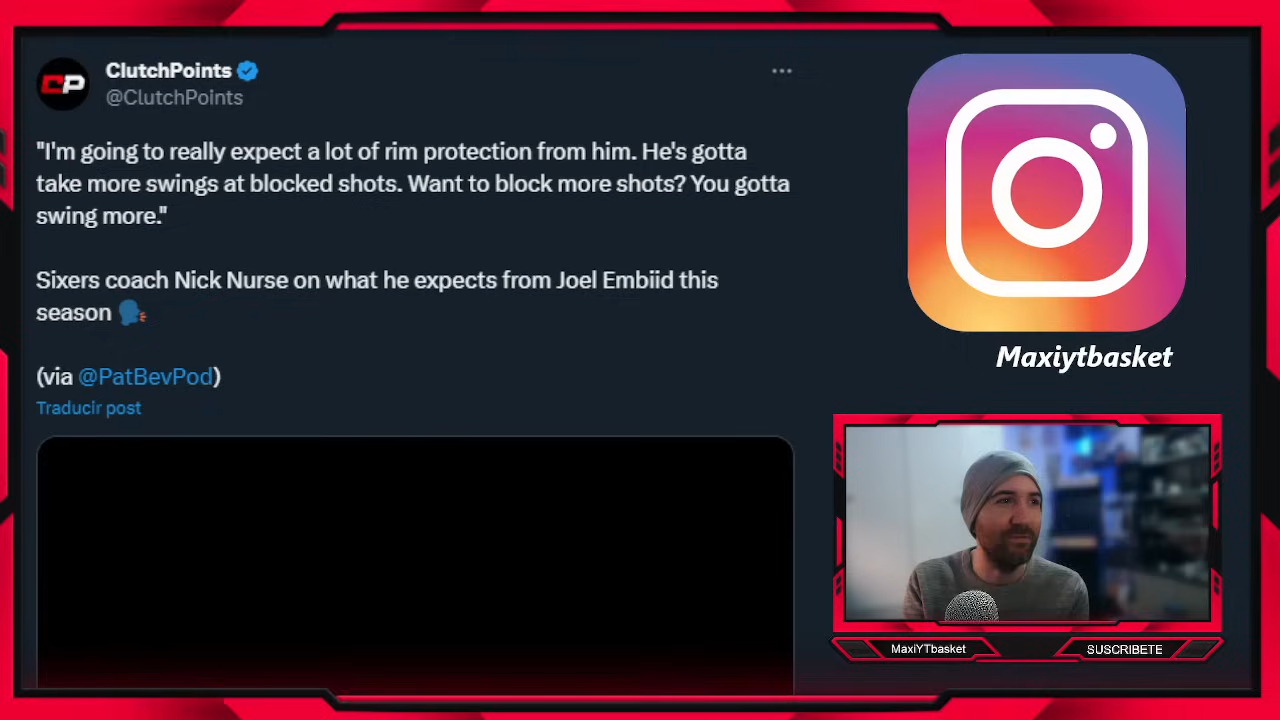 CP
ClutchPoints
@ClutchPoints
"I'm going to really expect a lot of rim protection from him. He's gotta
take more swings at blocked shots. Want to block more shots? You gotta
swing more."
Sixers coach Nick Nurse on what he expects from Joel Embiid this
season
(via @PatBevPod)
Traducir post
Maxiytbasket
MaxiYTbasket
SUSCRIBETE